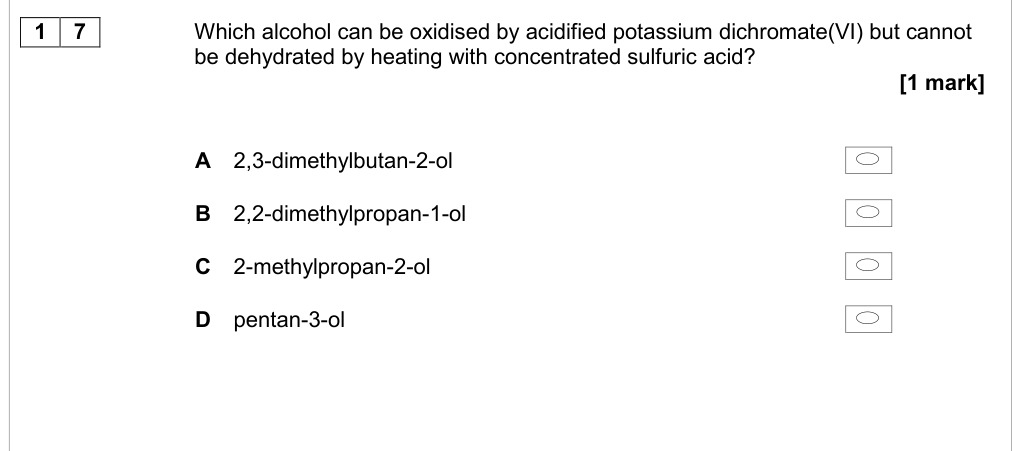 1 7 Which alcohol can be oxidised by acidified potassium dichromate(VI) but cannot
be dehydrated by heating with concentrated sulfuric acid?
[1 mark]
A 2,3-dimethylbutan-2-ol
B 2,2-dimethylpropan-1-ol
C 2-methylpropan-2-ol
D pentan-3-ol